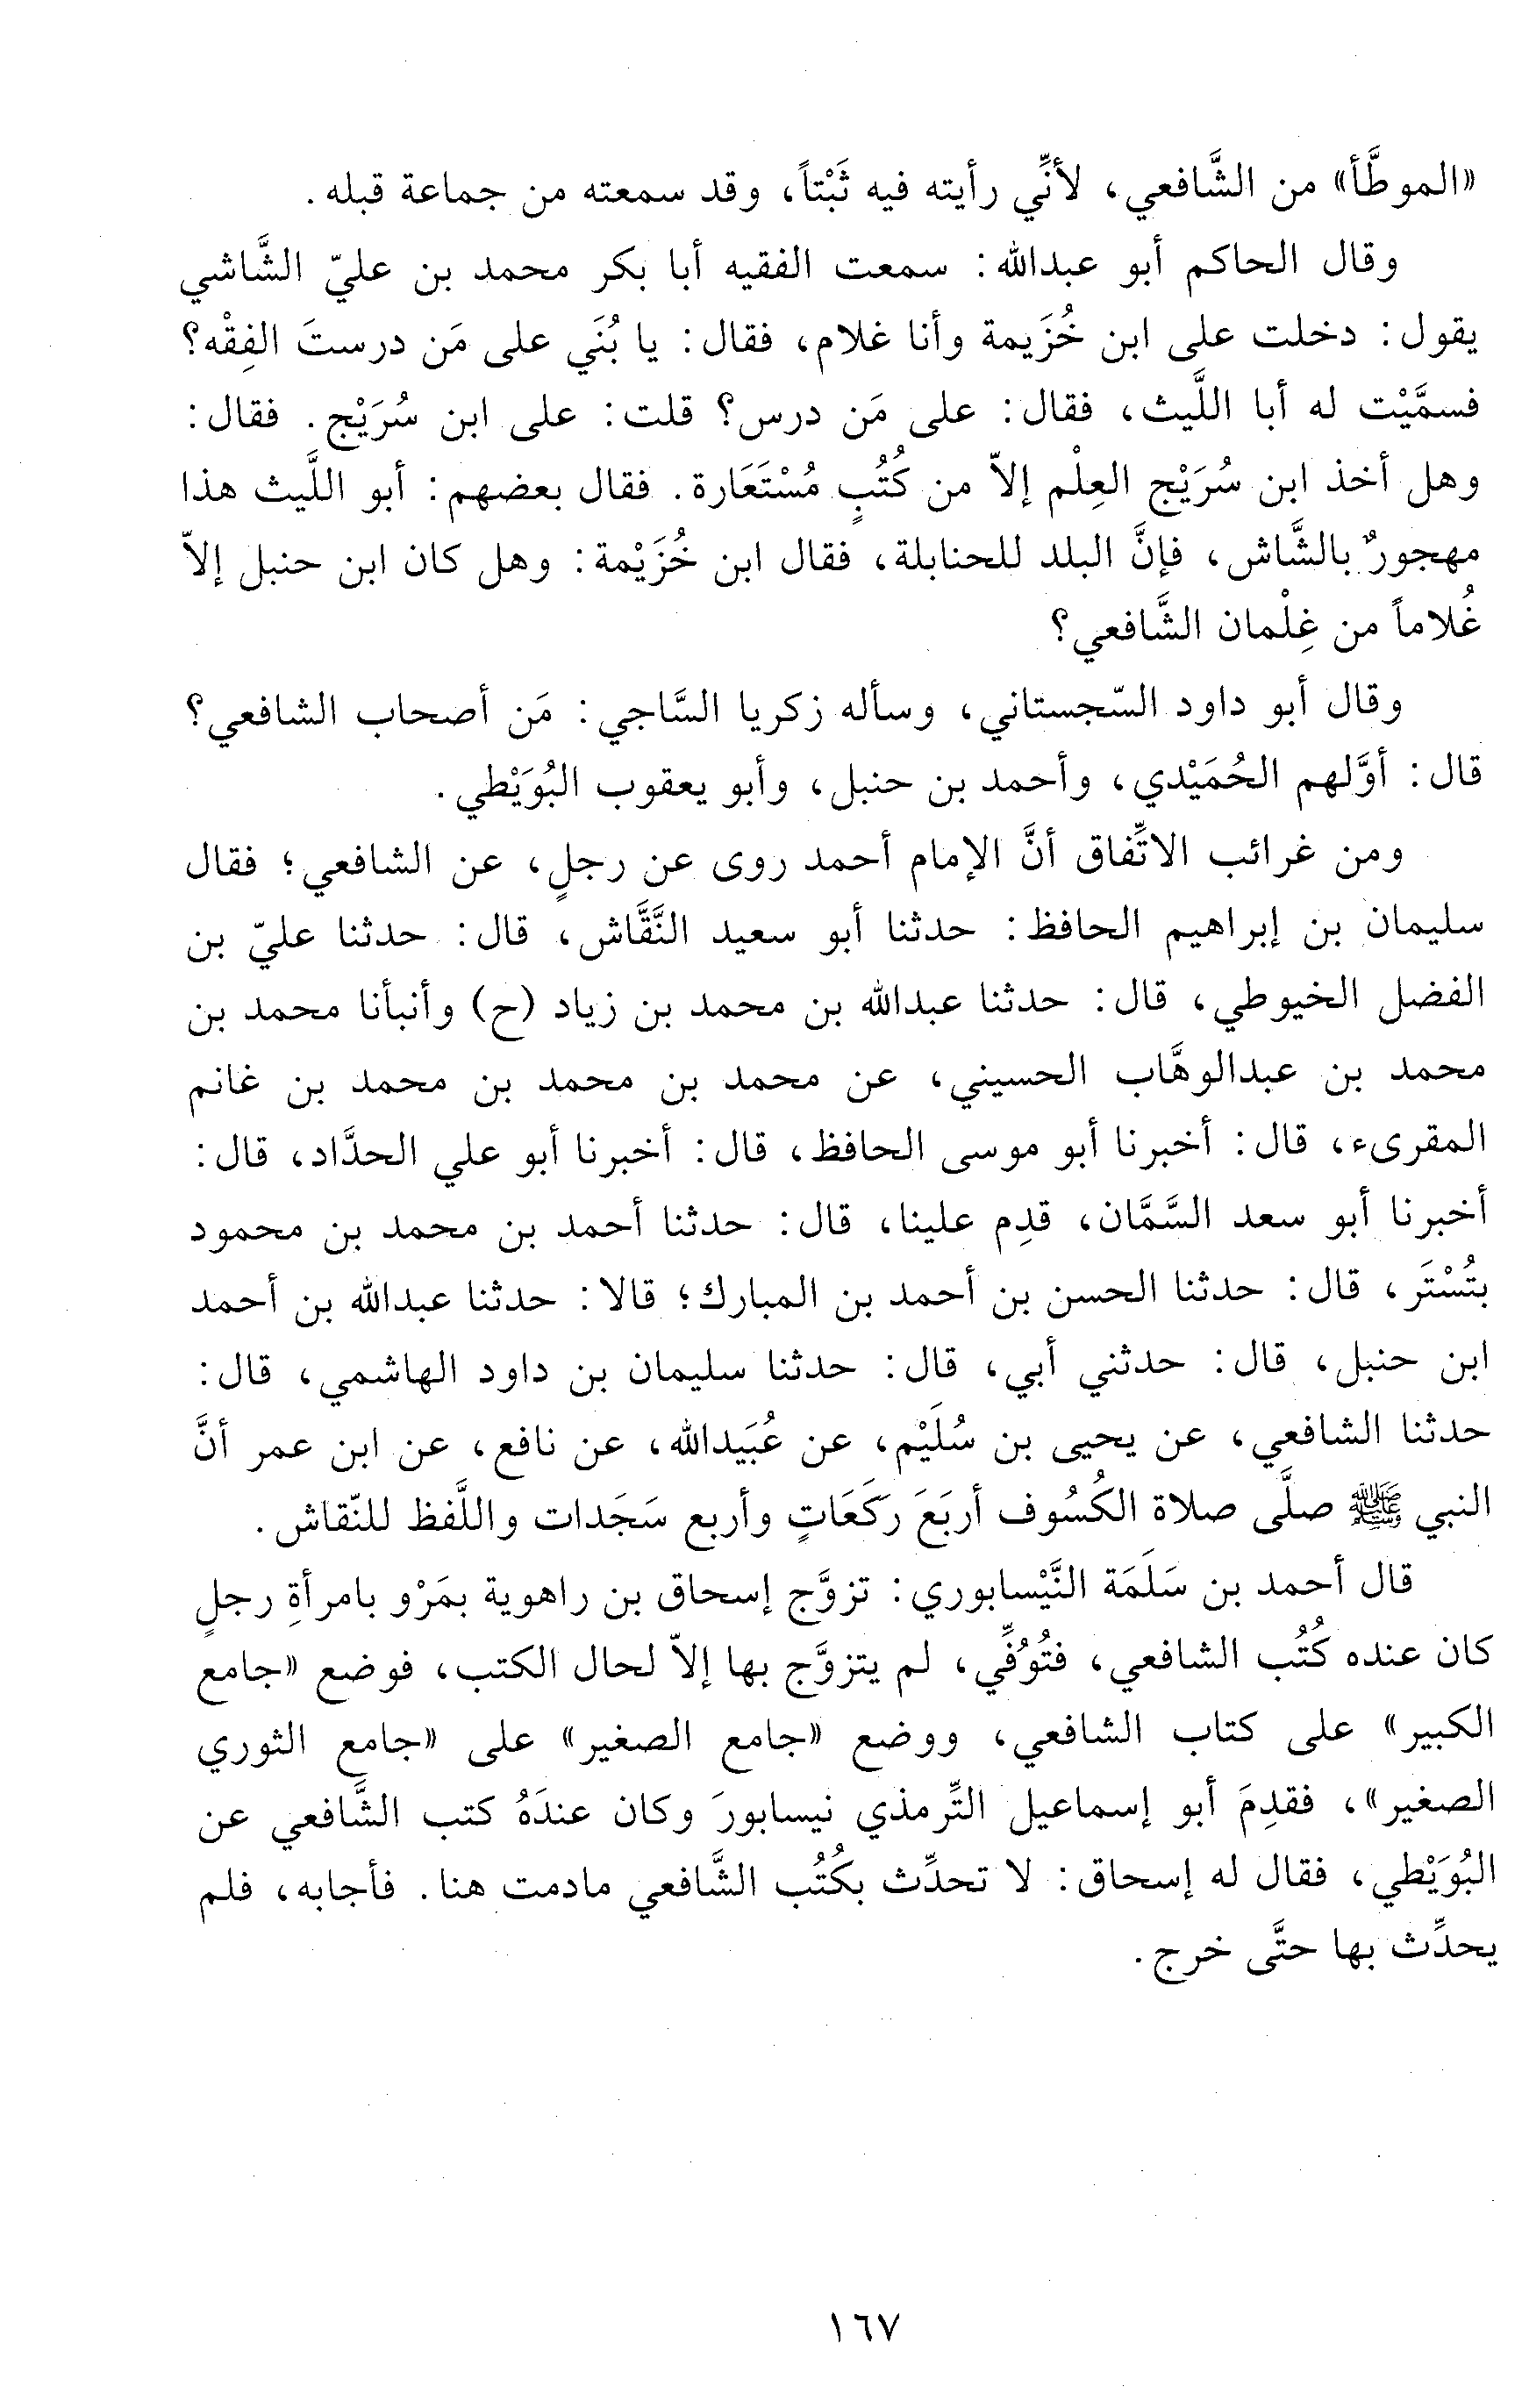 «الموطَّأ» من الشَّافعي، لأنِّي رأيته فيه ثَبْتاً، وقد سمعته من جماعة قبله.
وقال الحاكم أبو عبدالله: سمعت الفقيه أبا بكر محمد بن عليّ الشَّاشي
يقول: دخلت على ابن خُزَيمة وأنا غلام، فقال: يا بُنَي على مَن درستَ الفِقْه؟
فسمَّيْت له أبا اللَّيث، فقال: على مَن درس؟ قلت: على ابن سُرَيْج. فقال:
وهل أخذ ابن سُرَيْج العِلْم إلاّ من كُتُبٍ مُسْتَعَارة. فقال بعضهم: أبو اللَّيث هذا
مهجورٌ بالشَّاش، فإنَّ البلد للحنابلة، فقال ابن خُزَيْمة: وهل كان ابن حنبل إلاّ
غُلاماً من غِلْمان الشَّافعي؟
وقال أبو داود السّجستاني، وسأله زكريا السَّاجي: مَن أصحاب الشافعي؟
قال: أوَّلهم الحُمَيْدي، وأحمد بن حنبل، وأبو يعقوب البُوَيْطي.
ومن غرائب الاتِّفاق أنَّ الإمام أحمد روى عن رجلٍ، عن الشافعي؛ فقال
سليمان بن إبراهيم الحافظ: حدثنا أبو سعيد النَّقَّاش، قال: حدثنا عليّ بن
الفضل الخيوطي، قال: حدثنا عبدالله بن محمد بن زياد (ح) وأنبأنا محمد بن
محمد بن عبدالوهَّاب الحسيني، عن محمد بن محمد بن محمد بن غانم
المقرىء، قال: أخبرنا أبو موسى الحافظ، قال: أخبرنا أبو علي الحدَّاد، قال:
أخبرنا أبو سعد السَّمَّان، قدِم علينا، قال: حدثنا أحمد بن محمد بن محمود
بتُسْتَر، قال: حدثنا الحسن بن أحمد بن المبارك؛ قالا: حدثنا عبدالله بن أحمد
ابن حنبل، قال: حدثني أبي، قال: حدثنا سليمان بن داود الهاشمي، قال:
حدثنا الشافعي، عن يحيى بن سُلَيْم، عن عُبَيدالله، عن نافع، عن ابن عمر أنَّ
النبي ﷺ صلَّى صلاة الكُسُوف أربَعَ رَكَعَاتٍ وأربع سَجَدات واللَّفظ للنّقاش.
قال أحمد بن سَلَمَة النَّيْسابوري: تزوَّج إسحاق بن راهوية بمَرْو بامرأةِ رجلٍ
كان عنده كُتُب الشافعي، فتُوُفِّي، لم يتزوَّج بها إلاّ لحال الكتب، فوضع «جامع
الكبير» على كتاب الشافعي، ووضع «جامع الصغير» على «جامع الثوري
الصغير»، فقدِمَ أبو إسماعيل التِّرمذي نيسابورَ وكان عندَهُ كتب الشَّافعي عن
البُوَيْطي، فقال له إسحاق: لا تحدِّث بكُتُب الشَّافعي مادمت هنا. فأجابه، فلم
يحدِّث بها حتَّى خرج.
١٦٧